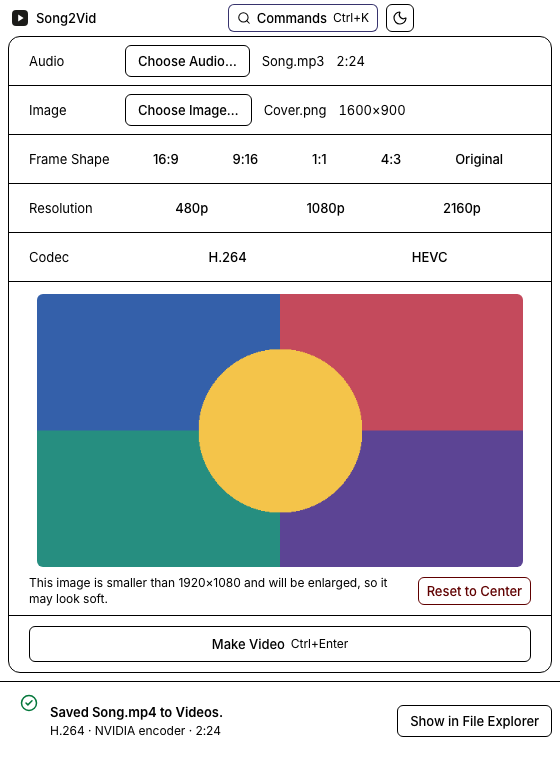 Song2Vid
Commands Ctrl+K
Audio Choose Audio... Song.mp3 2:24
Image Choose Image... Cover.png 1600×900
Frame Shape 16:9 9:16 1:1 4:3 Original
Resolution 480p 1080p 2160p
Codec H.264 HEVC
This image is smaller than 1920×1080 and will be enlarged, so it
may look soft.
Reset to Center
Make Video Ctrl+Enter
Saved Song.mp4 to Videos.
H.264 · NVIDIA encoder · 2:24
Show in File Explorer